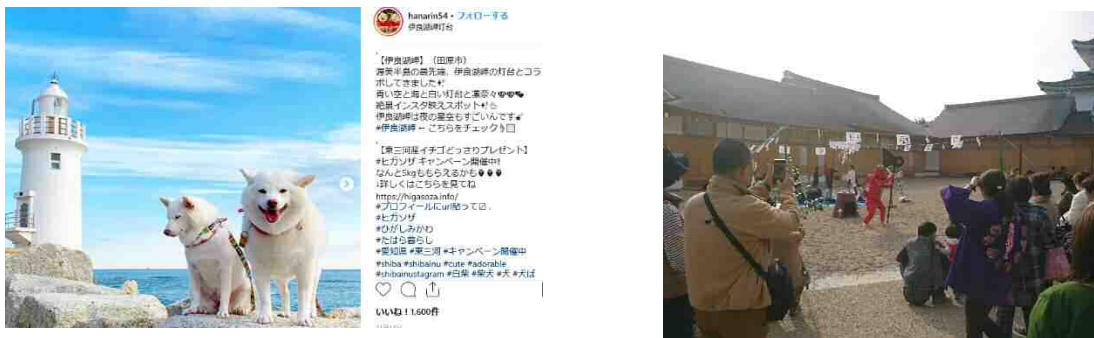 hanarin54 • フォローする
伊良湖岬灯台
【伊良湖岬】（田原市）
渥美半島の最先端、伊良湖岬の灯台とコラ
ボしてきました
青い空と海と白い灯台と凛奈々
絶景インスタ映えスポット
伊良湖岬は夜の星空もすごいんです
#伊良湖岬 ← こちらをチェック
【東三河産イチゴどっさりプレゼント】
#ヒガソザ キャンペーン開催中!!
なんと5kgももらえるかも
↓詳しくはこちらを見てね
https://higasoza.info/
#プロフィールにurl貼って .
#ヒガソザ
#ひがしみかわ
#たはら暮らし
#愛知県 #東三河 #キャンペーン開催中
#shiba #shibainu #cute #adorable
#shibainustagram #白柴 #柴犬 #犬 #犬ば
いいね！1,600件